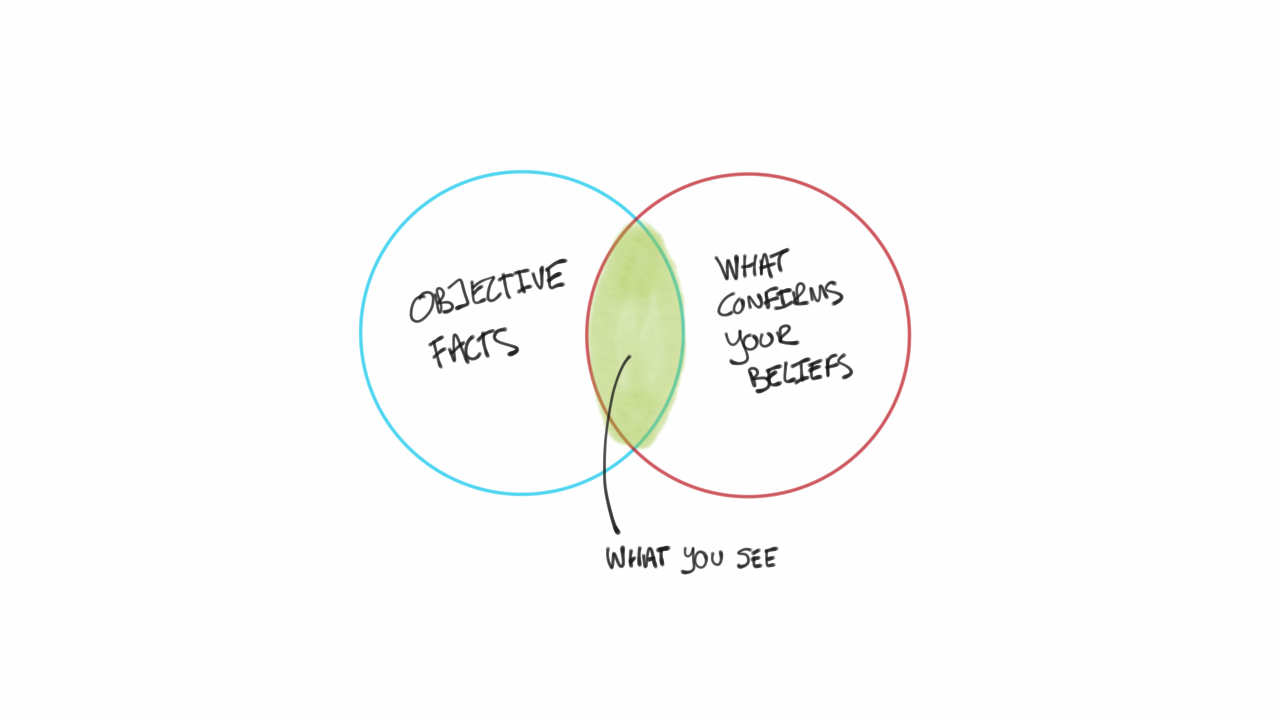 OBJECTIVE
FACTS
WHAT
CONFIRMS
YOUR
BELIEFS
WHAT YOU SEE